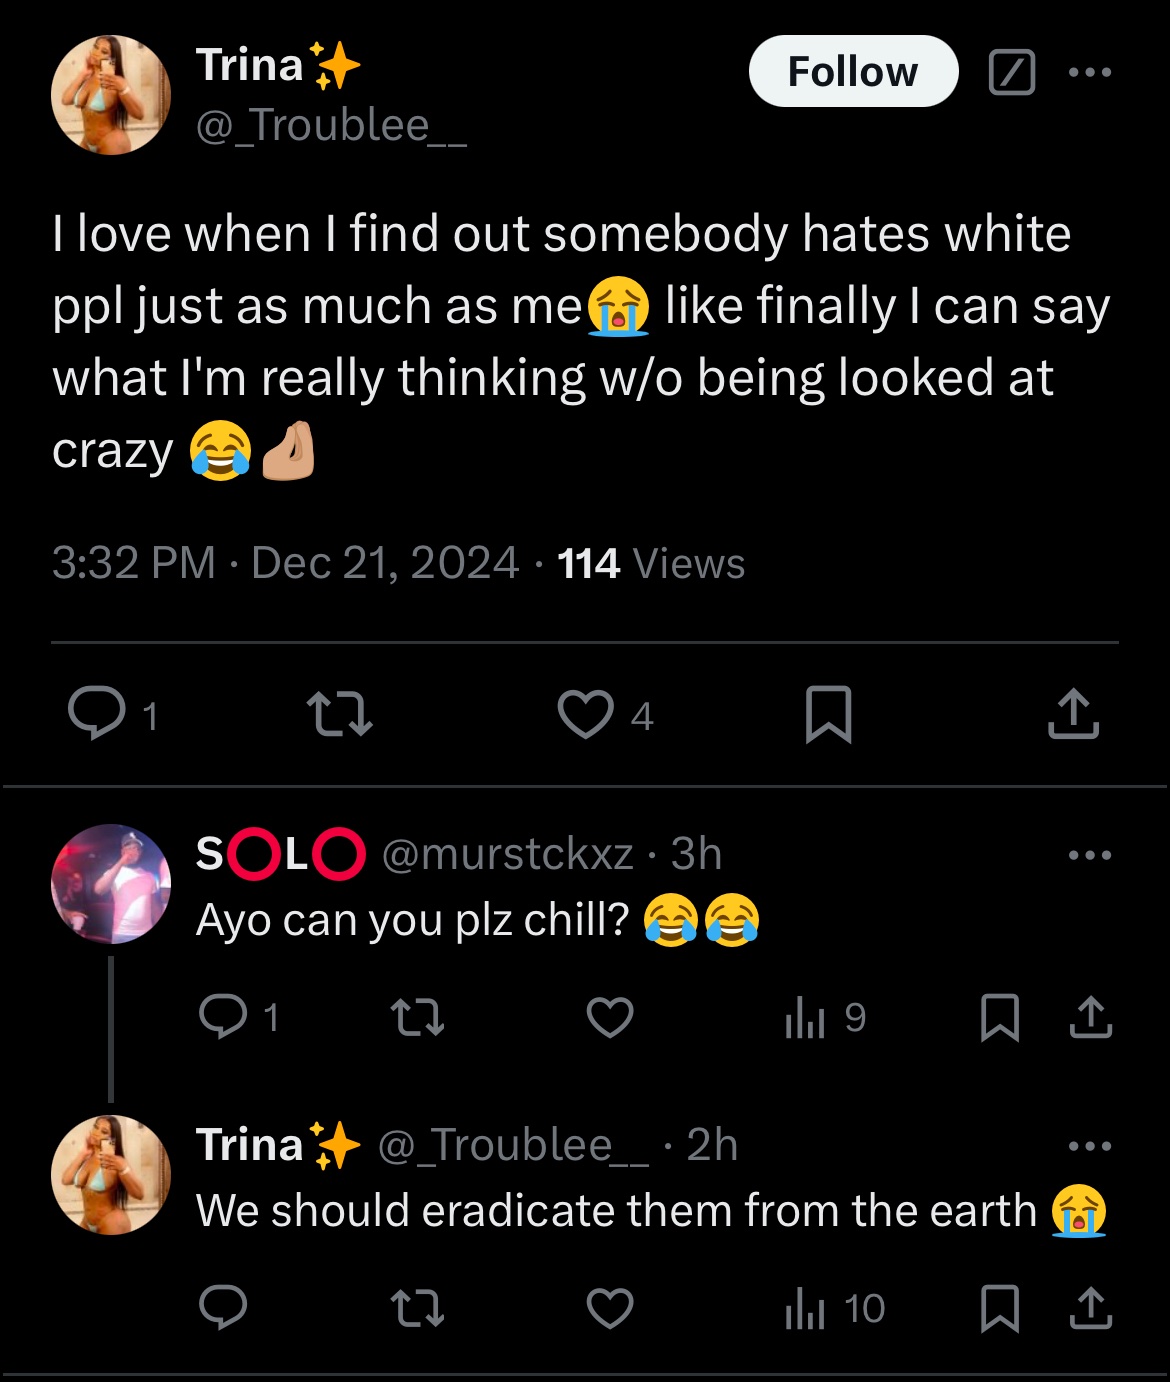 Trina✨
Follow
@_Troublee__
I love when I find out somebody hates white
ppl just as much as me😭 like finally I can say
what I'm really thinking w/o being looked at
crazy 😂🤌🏼
3:32 PM · Dec 21, 2024 · 114 Views
1 4
S⭕L⭕ @murstckxz · 3h
Ayo can you plz chill? 😂😂
1 9
Trina✨ @_Troublee__ · 2h
We should eradicate them from the earth 😭
10